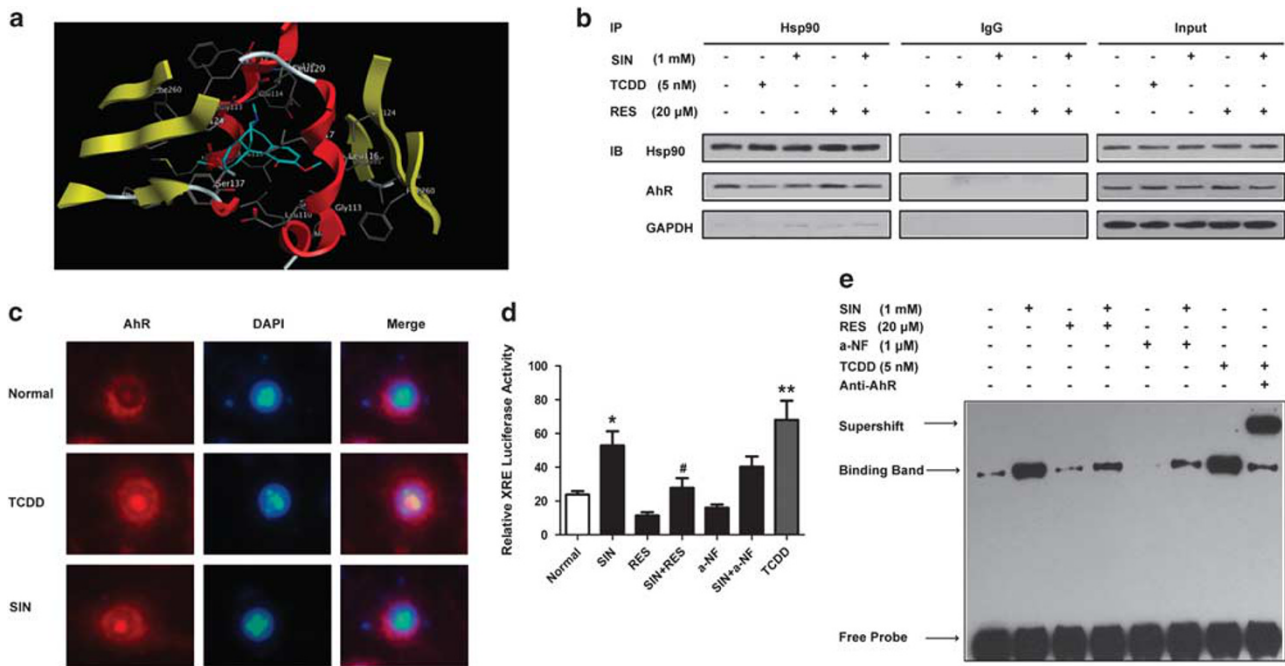 a
Gly113
Ser137
Leu116
Leu110
Gly113
b
IP Hsp90 IgG Input
SIN (1 mM) - - + - + - - + - + - - + - +
TCDD (5 nM) - + - - - - + - - - - + - - -
RES (20 µM) - - - + + - - - + + - - - + +
IB Hsp90
AhR
GAPDH
c
AhR DAPI Merge
Normal
TCDD
SIN
d
Relative XRE Luciferase Activity
100
80
60
40
20
0
* # **
Normal SIN RES SIN+RES a-NF SIN+a-NF TCDD
e
SIN (1 mM) - + - + - + - -
RES (20 µM) - - + + - - - -
a-NF (1 µM) - - - - + + - -
TCDD (5 nM) - - - - - - + +
Anti-AhR - - - - - - - +
Supershift
Binding Band
Free Probe